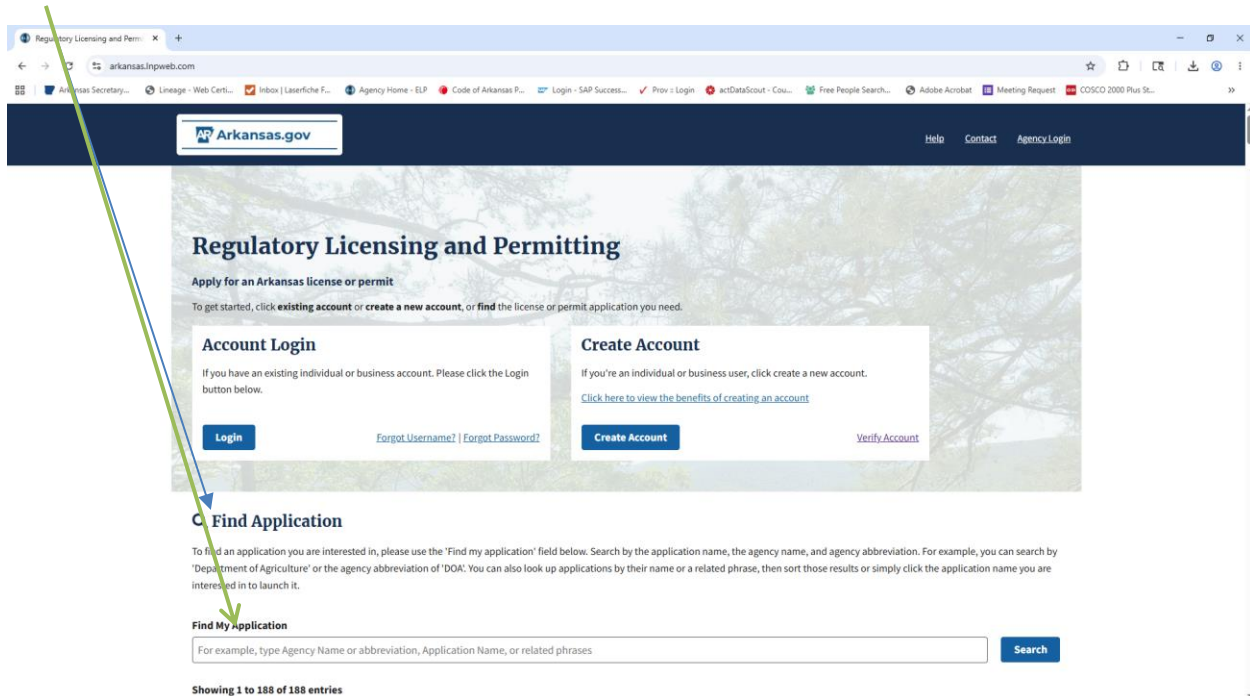 Regulatory Licensing and Permi
arkansas.lnpweb.com
Arkansas Secretary... Lineage - Web Certi... Inbox | Laserfiche F... Agency Home - ELP Code of Arkansas P... Login - SAP Success... Prov :: Login actDataScout - Cou... Free People Search... Adobe Acrobat Meeting Request COSCO 2000 Plus St...
AR Arkansas.gov
Help Contact Agency Login
Regulatory Licensing and Permitting
Apply for an Arkansas license or permit
To get started, click existing account or create a new account, or find the license or permit application you need.
Account Login
If you have an existing individual or business account. Please click the Login
button below.
Login Forgot Username? | Forgot Password?
Create Account
If you're an individual or business user, click create a new account.
Click here to view the benefits of creating an account
Create Account Verify Account
Find Application
To find an application you are interested in, please use the 'Find my application' field below. Search by the application name, the agency name, and agency abbreviation. For example, you can search by
'Department of Agriculture' or the agency abbreviation of 'DOA'. You can also look up applications by their name or a related phrase, then sort those results or simply click the application name you are
interested in to launch it.
Find My Application
For example, type Agency Name or abbreviation, Application Name, or related phrases
Search
Showing 1 to 188 of 188 entries